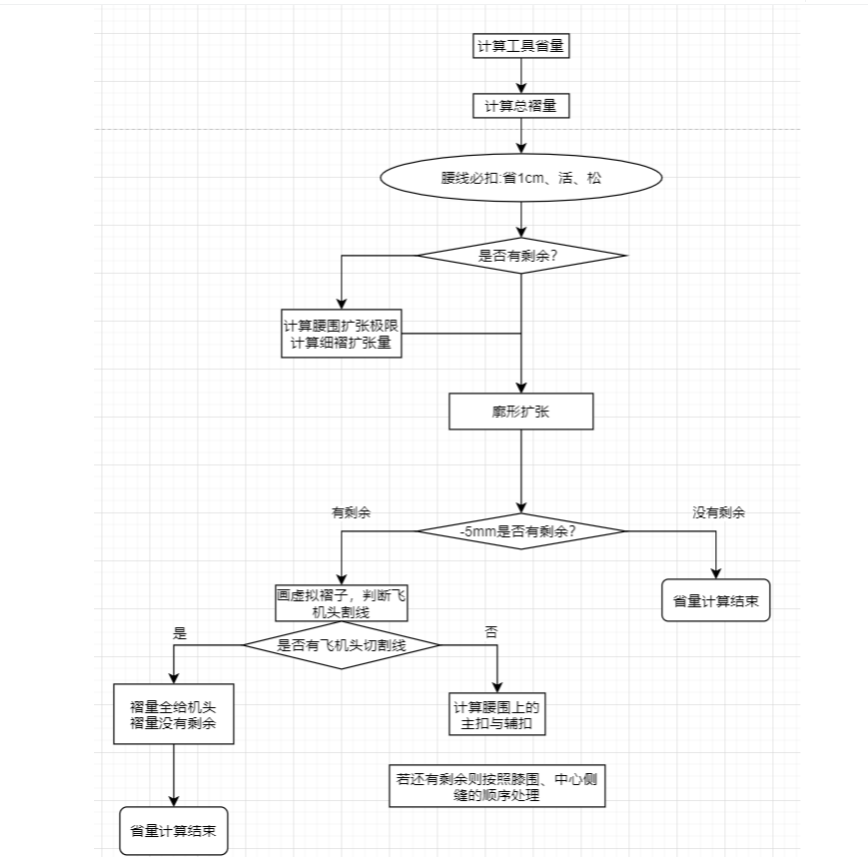 计算工具省量
计算总褶量
腰线必扣:省1cm、活、松
是否有剩余?
计算腰围扩张极限
计算细褶扩张量
廓形扩张
有剩余
-5mm是否有剩余?
没有剩余
画虚拟褶子，判断飞
机头割线
省量计算结束
是
是否有飞机头切割线
否
褶量全给机头
褶量没有剩余
计算腰围上的
主扣与辅扣
若还有剩余则按照膝围、中心侧
缝的顺序处理
省量计算结束